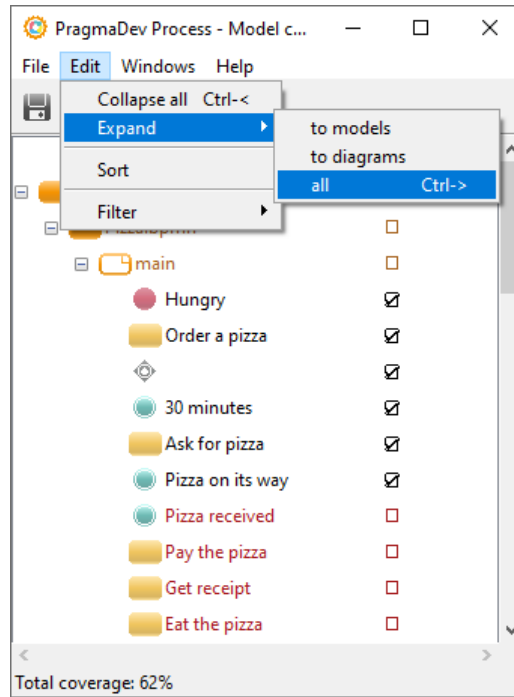 PragmaDev Process - Model c...
File Edit Windows Help
Collapse all Ctrl-<
Expand
to models
to diagrams
Sort
all Ctrl->
Filter
main
Hungry
Order a pizza
30 minutes
Ask for pizza
Pizza on its way
Pizza received
Pay the pizza
Get receipt
Eat the pizza
Total coverage: 62%